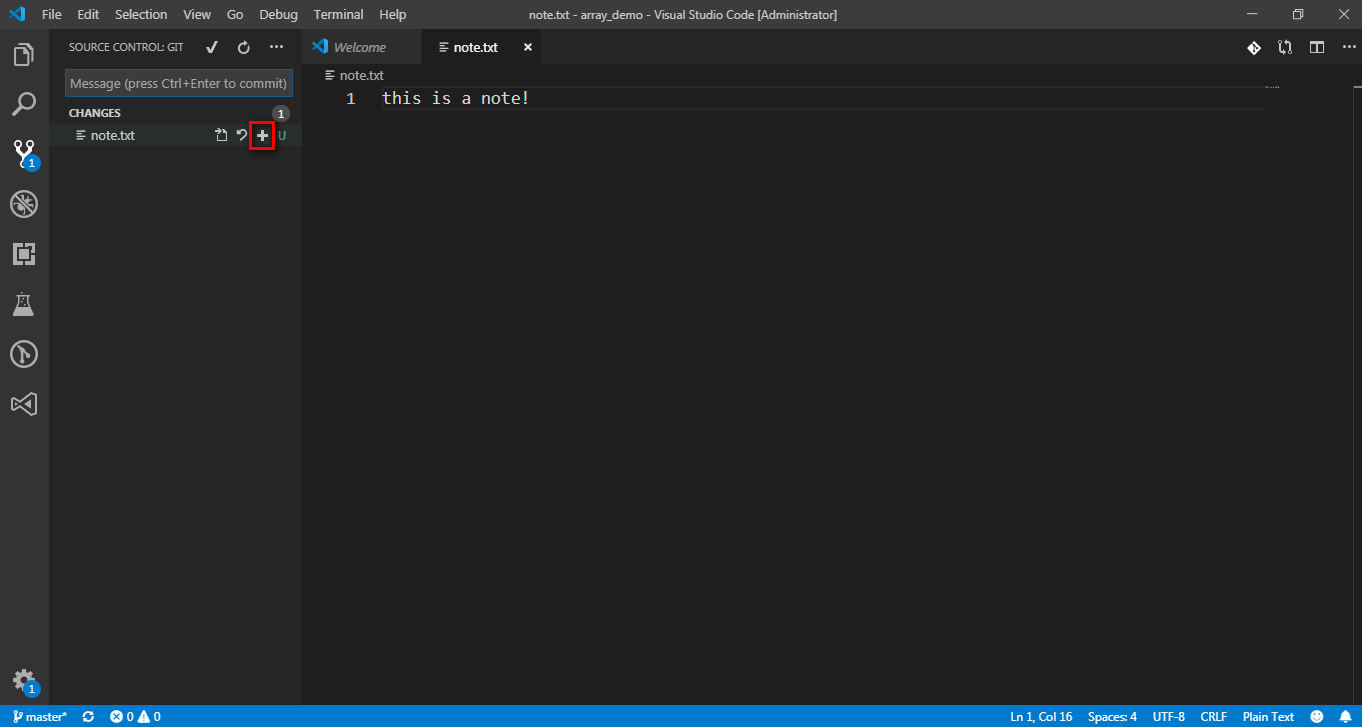 File Edit Selection View Go Debug Terminal Help note.txt - array_demo - Visual Studio Code [Administrator]
SOURCE CONTROL: GIT
Welcome note.txt
Message (press Ctrl+Enter to commit)
note.txt
1 this is a note!
CHANGES 1
note.txt U
1
1
master* 0 0 Ln 1, Col 16 Spaces: 4 UTF-8 CRLF Plain Text